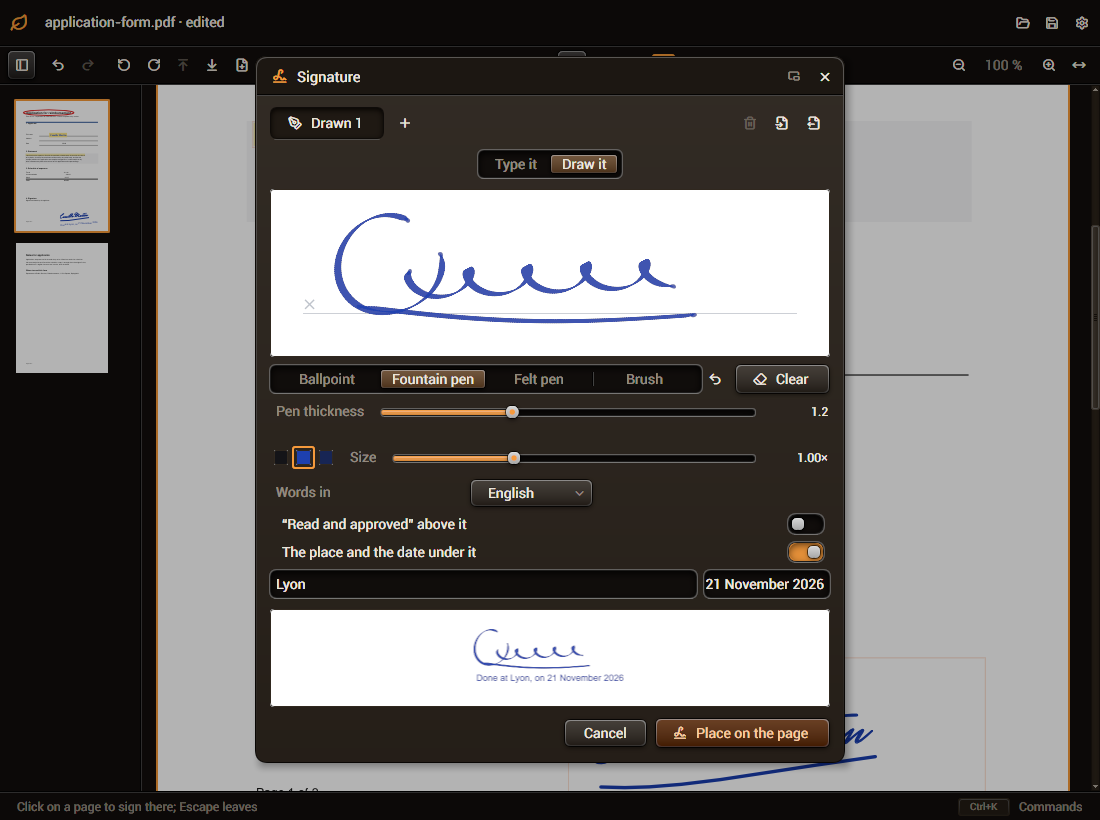 application-form.pdf · edited
100 %
Signature
Drawn 1
Type it
Draw it
Ballpoint
Fountain pen
Felt pen
Brush
Clear
Pen thickness
1.2
Size
1.00×
Words in
English
“Read and approved” above it
The place and the date under it
Lyon
21 November 2026
Done at Lyon, on 21 November 2026
Cancel
Place on the page
Click on a page to sign there; Escape leaves
Ctrl+K
Commands